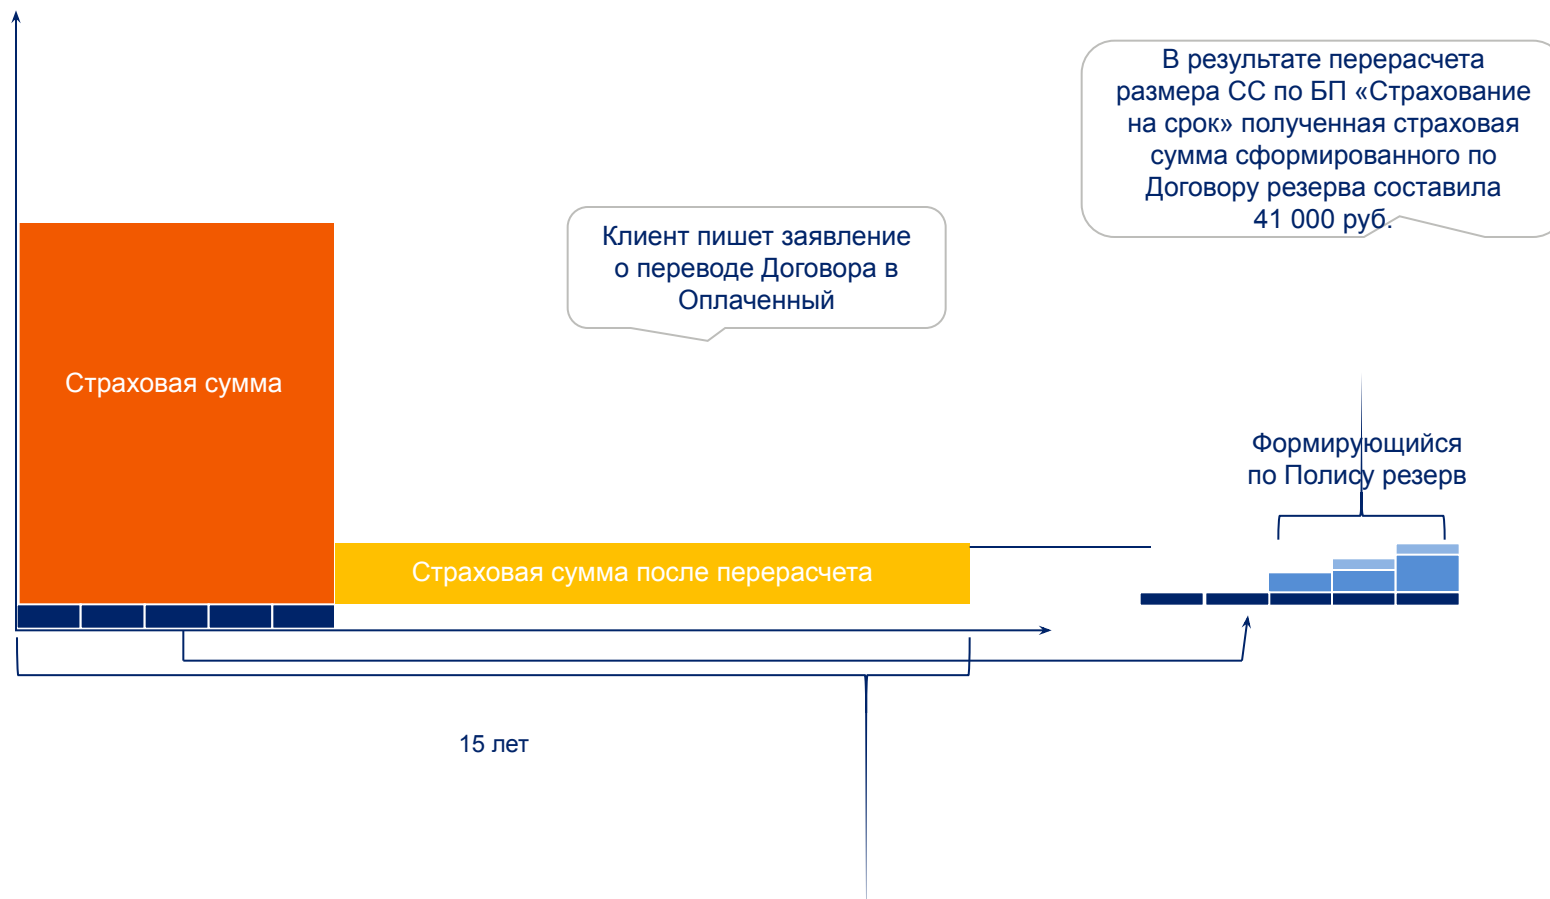 В результате перерасчета
размера СС по БП «Страхование
на срок» полученная страховая
сумма сформированного по
Договору резерва составила
41 000 руб.
Клиент пишет заявление
о переводе Договора в
Оплаченный
Страховая сумма
Формирующийся
по Полису резерв
Страховая сумма после перерасчета
15 лет